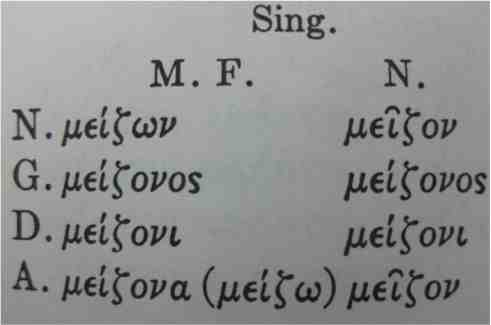 Sing.
M. F. N.
N. μείζων μεῖζον
G. μείζονος μείζονος
D. μείζονι μείζονι
A. μείζονα (μείζω) μεῖζον